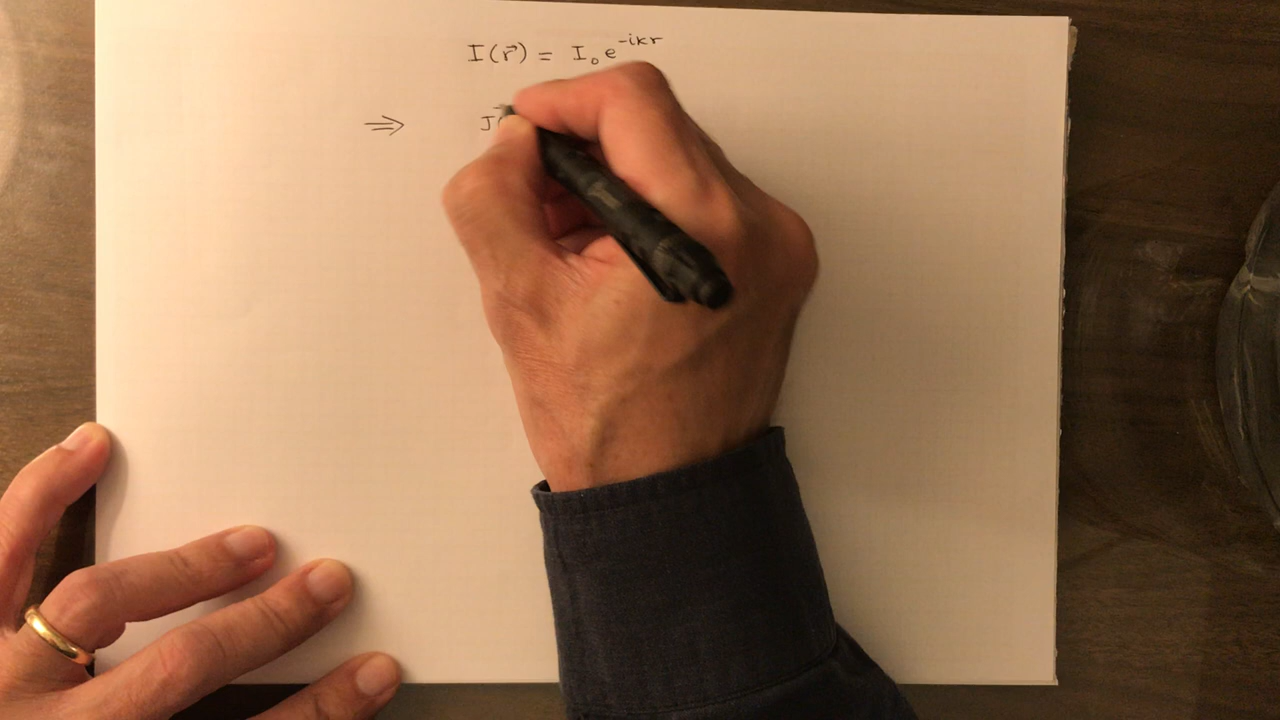 I(r⃗) = I₀e^{-ikr}
⇒ J(